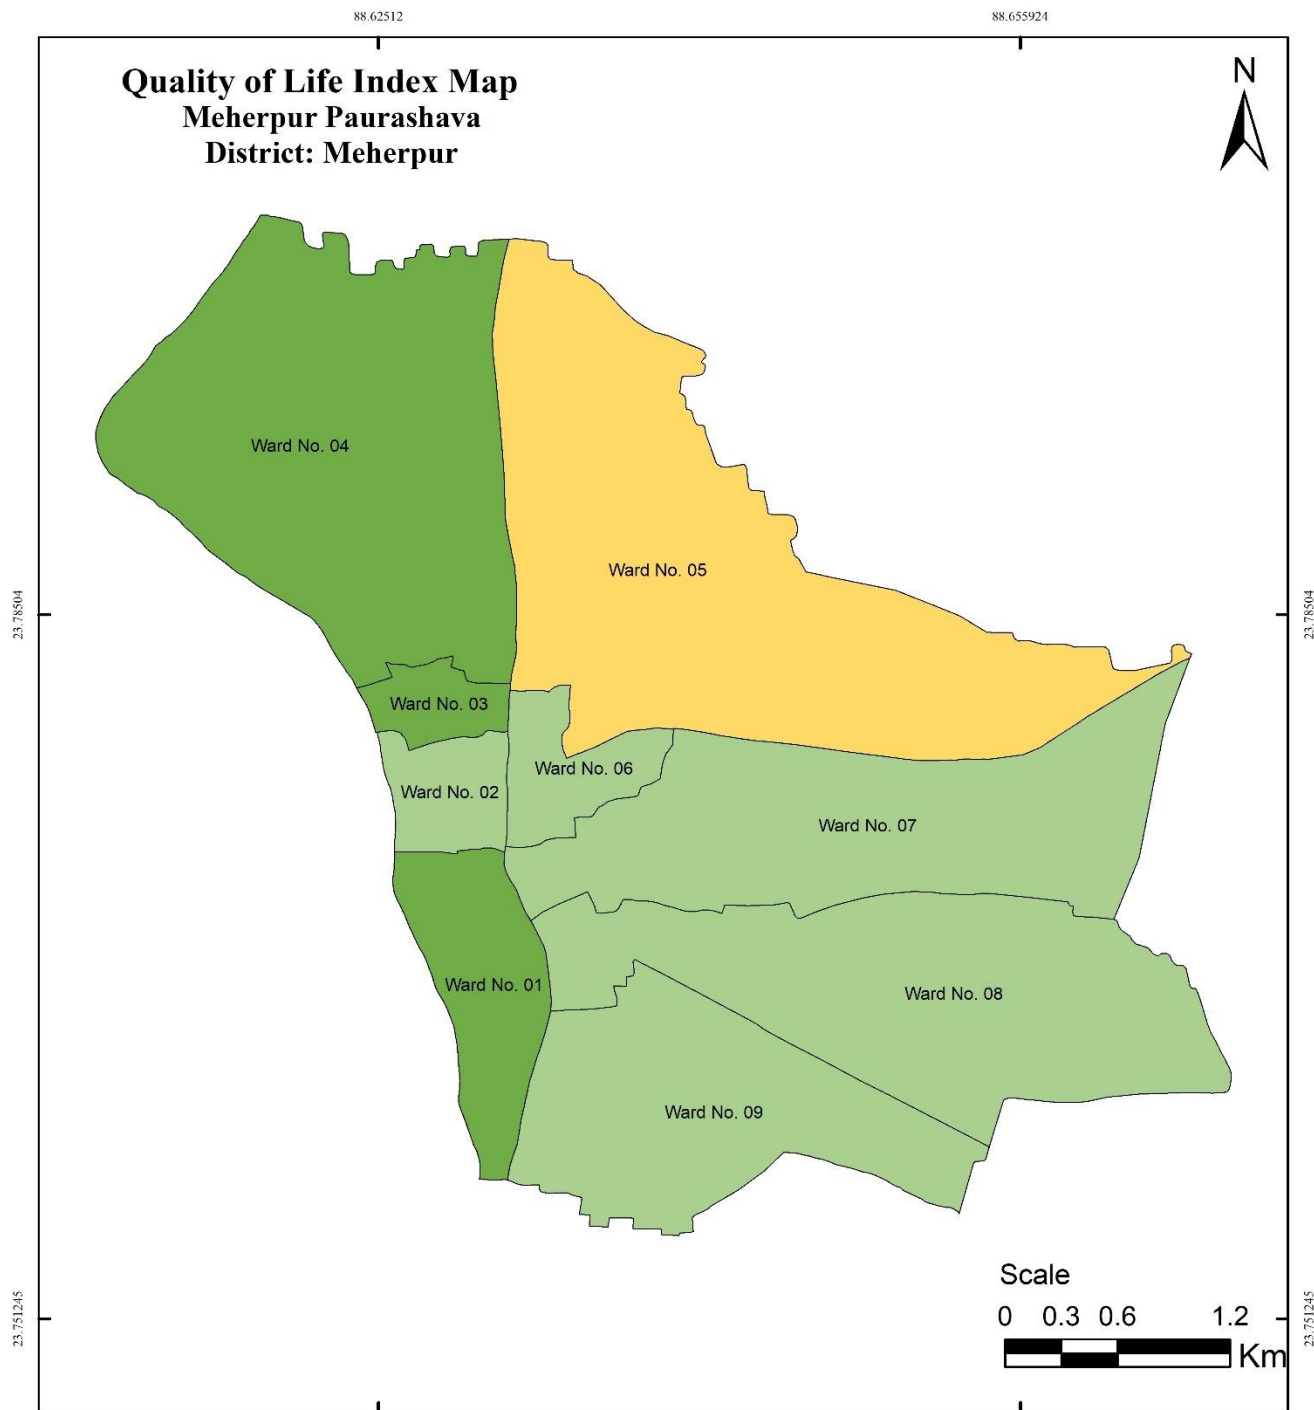 88.62512
88.655924
Quality of Life Index Map
Meherpur Paurashava
District: Meherpur
N
Ward No. 04
Ward No. 05
23.78504
23.78504
Ward No. 03
Ward No. 06
Ward No. 02
Ward No. 07
Ward No. 01
Ward No. 08
Ward No. 09
Scale
0 0.3 0.6 1.2
Km
23.751245
23.751245